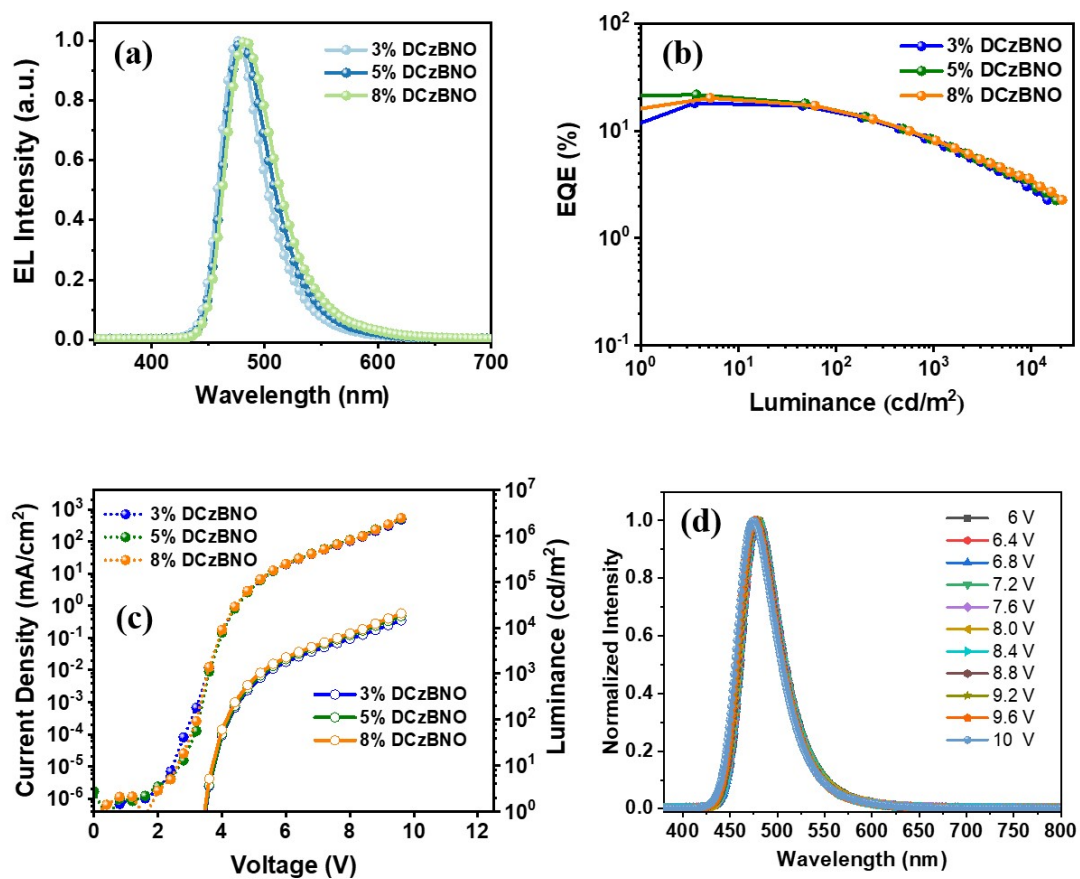 (a)
3% DCzBNO
5% DCzBNO
8% DCzBNO
EL Intensity (a.u.)
1.0
0.8
0.6
0.4
0.2
0.0
400 500 600 700
Wavelength (nm)
(b)
3% DCzBNO
5% DCzBNO
8% DCzBNO
EQE (%)
10²
10¹
10⁰
10⁻¹
10⁰ 10¹ 10² 10³ 10⁴
Luminance (cd/m²)
(c)
3% DCzBNO
5% DCzBNO
8% DCzBNO
3% DCzBNO
5% DCzBNO
8% DCzBNO
Current Density (mA/cm²)
10³
10²
10¹
10⁰
10⁻¹
10⁻²
10⁻³
10⁻⁴
10⁻⁵
10⁻⁶
0 2 4 6 8 10 12
Voltage (V)
10⁷
10⁶
10⁵
10⁴
10³
10²
10¹
10⁰
Luminance (cd/m²)
(d)
6 V
6.4 V
6.8 V
7.2 V
7.6 V
8.0 V
8.4 V
8.8 V
9.2 V
9.6 V
10 V
Normalized Intensity
1.0
0.8
0.6
0.4
0.2
0.0
400 450 500 550 600 650 700 750 800
Wavelength (nm)